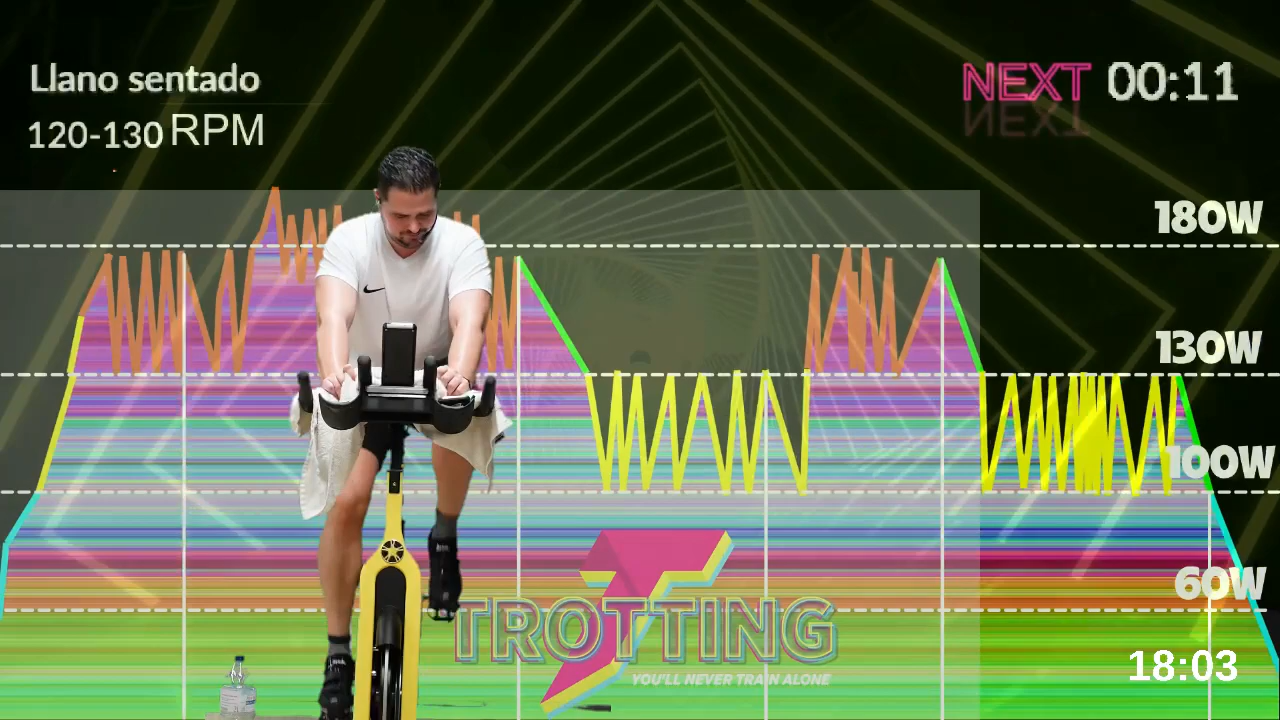 Llano sentado
120-130 RPM
NEXT 00:11
NEXT
180W
130W
100W
60W
TROTTING
YOU'LL NEVER TRAIN ALONE
18:03